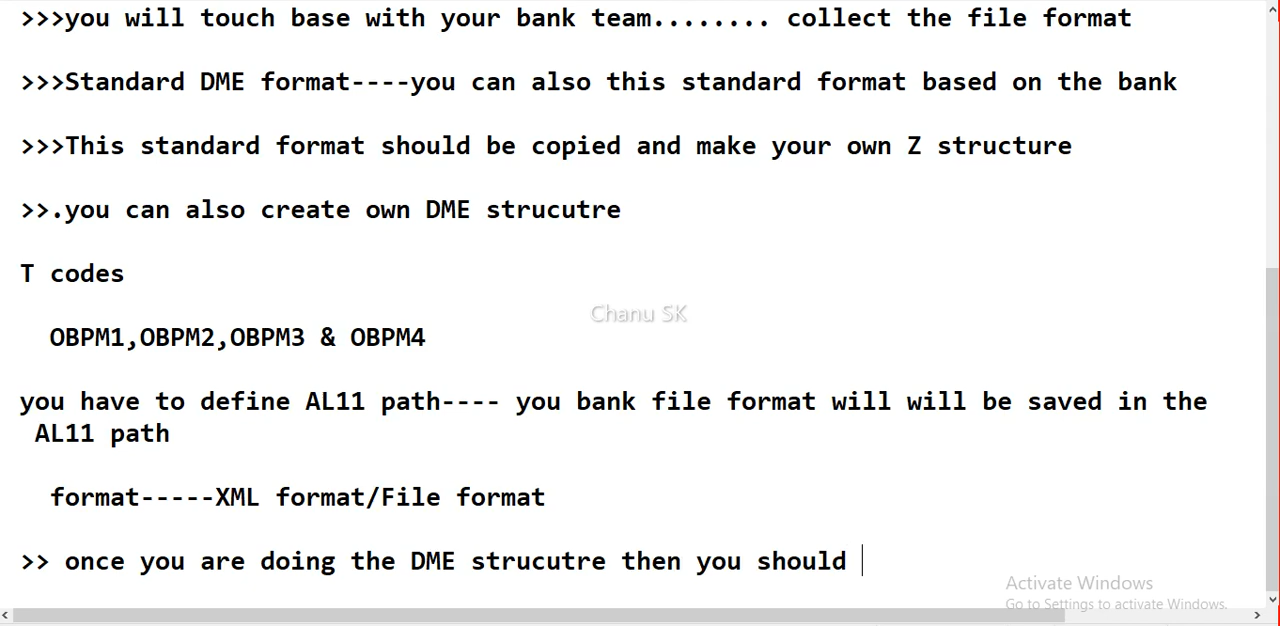 >>>you will touch base with your bank team........ collect the file format
>>>Standard DME format----you can also this standard format based on the bank
>>>This standard format should be copied and make your own Z structure
>>.you can also create own DME strucutre
T codes
OBPM1,OBPM2,OBPM3 & OBPM4
Chanu SK
you have to define AL11 path---- you bank file format will will be saved in the
AL11 path
format-----XML format/File format
>> once you are doing the DME strucutre then you should
Activate Windows
Go to Settings to activate Windows.